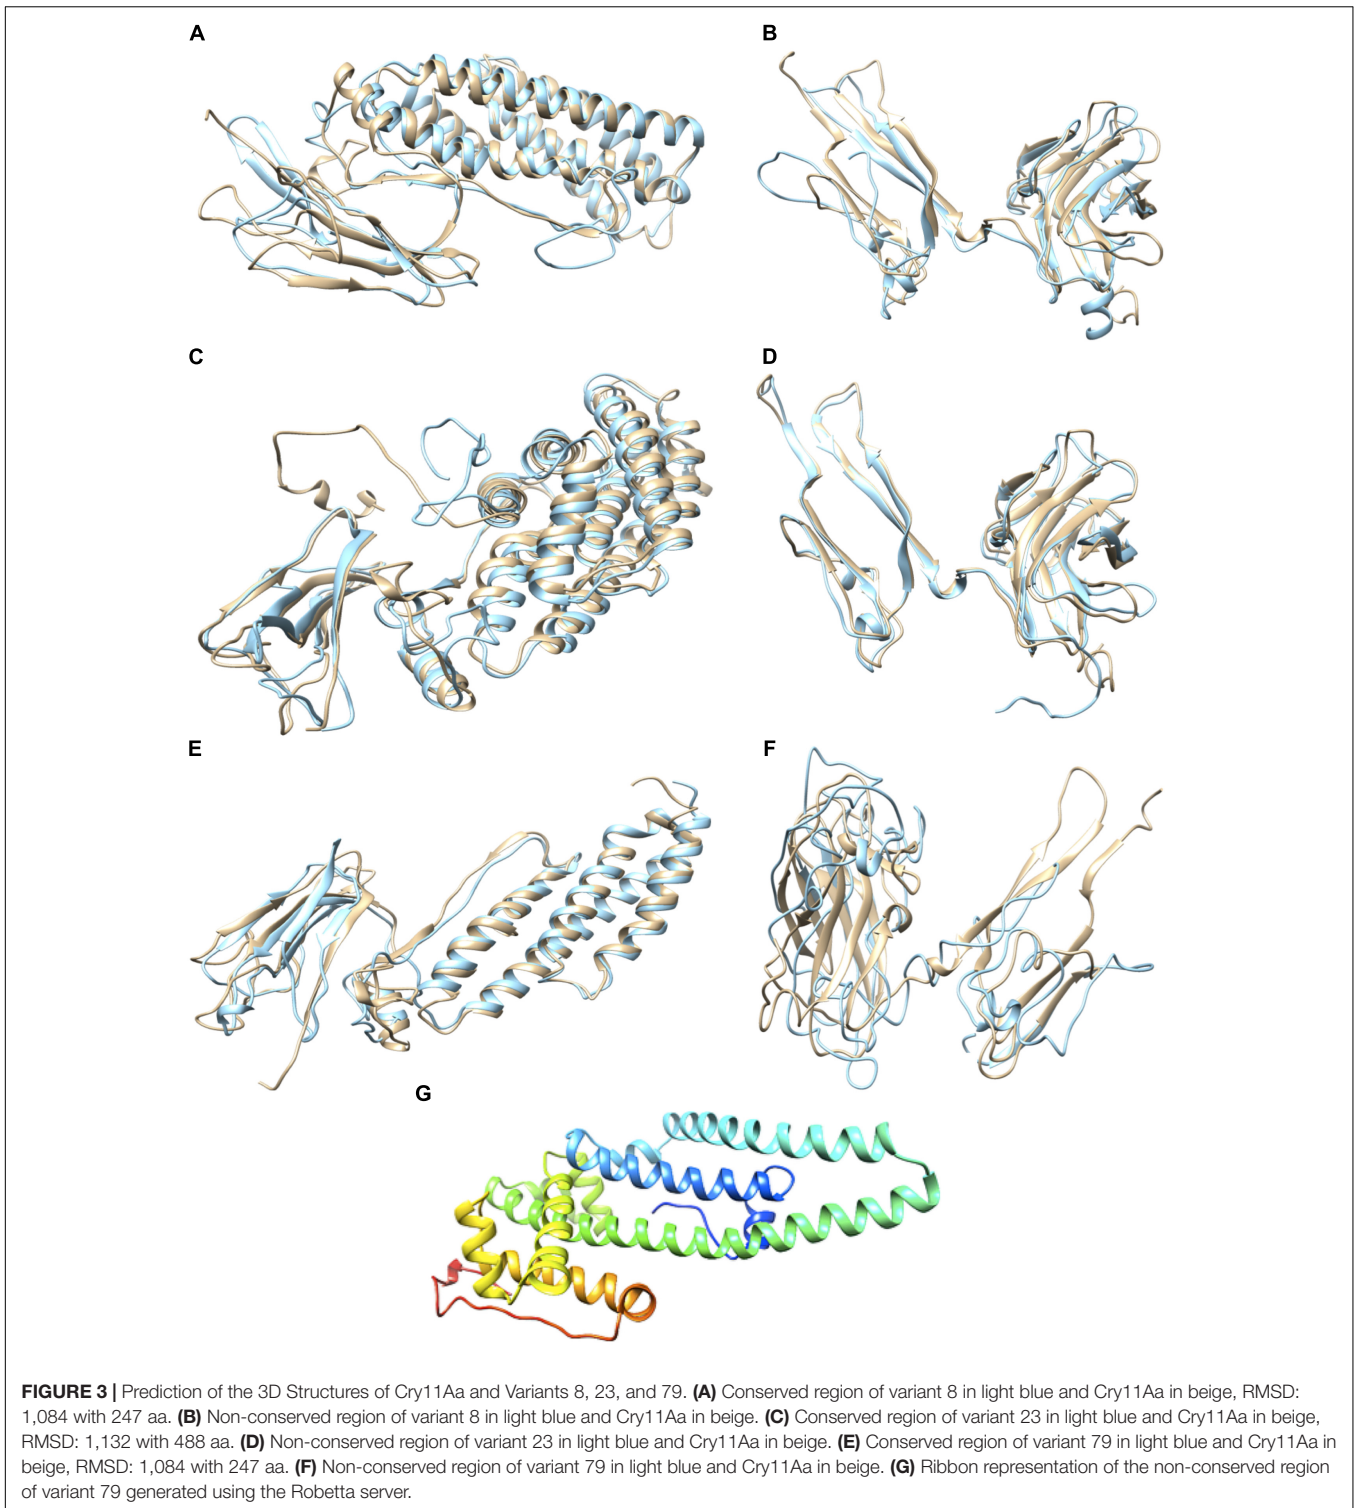 A
B
C
D
E
F
G
FIGURE 3 | Prediction of the 3D Structures of Cry11Aa and Variants 8, 23, and 79. (A) Conserved region of variant 8 in light blue and Cry11Aa in beige, RMSD:
1,084 with 247 aa. (B) Non-conserved region of variant 8 in light blue and Cry11Aa in beige. (C) Conserved region of variant 23 in light blue and Cry11Aa in beige,
RMSD: 1,132 with 488 aa. (D) Non-conserved region of variant 23 in light blue and Cry11Aa in beige. (E) Conserved region of variant 79 in light blue and Cry11Aa in
beige, RMSD: 1,084 with 247 aa. (F) Non-conserved region of variant 79 in light blue and Cry11Aa in beige. (G) Ribbon representation of the non-conserved region
of variant 79 generated using the Robetta server.